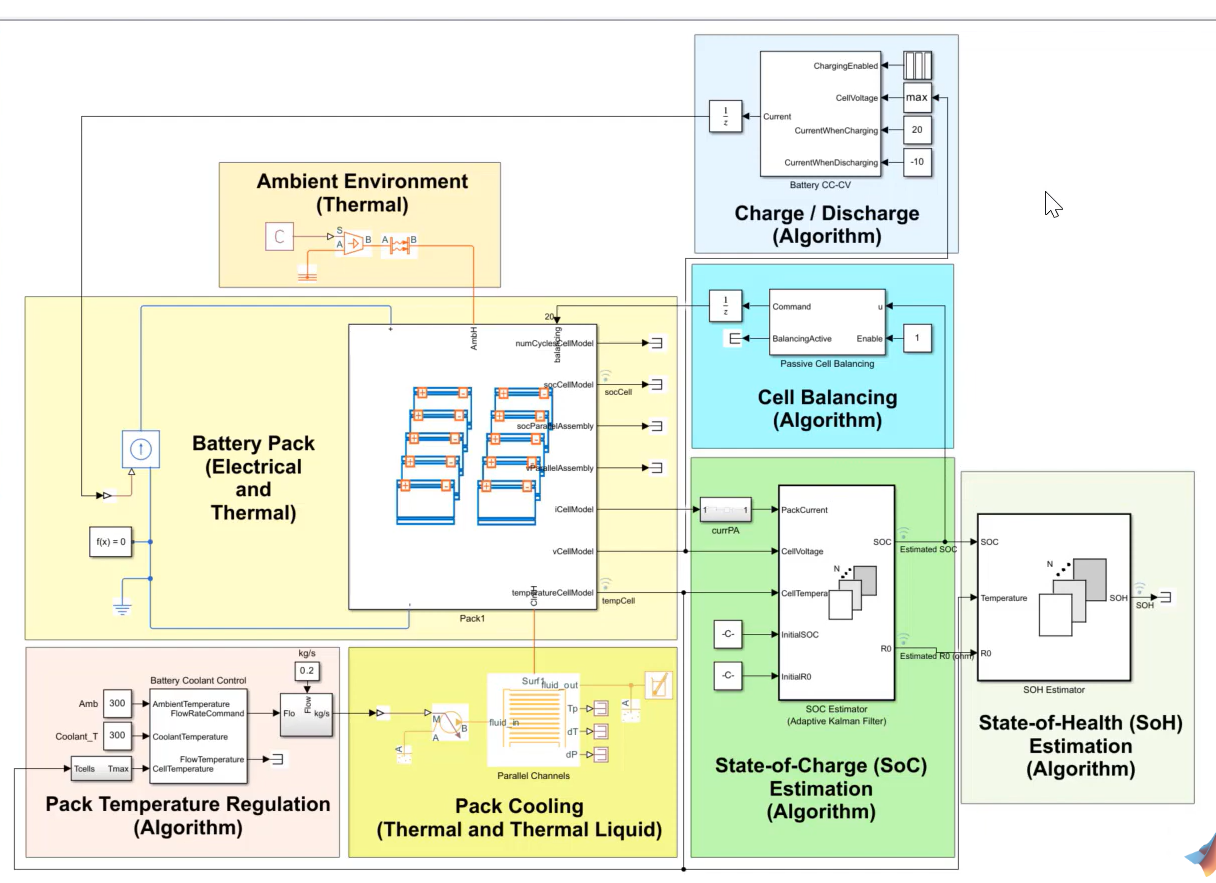 ChargingEnabled
CellVoltage
max
1
z
Current
CurrentWhenCharging
20
CurrentWhenDischarging
-10
Battery CC-CV
Charge / Discharge
(Algorithm)
Ambient Environment
(Thermal)
C
S
A
B
A
B
1
z
Command
u
BalancingActive
Enable
1
Passive Cell Balancing
Cell Balancing
(Algorithm)
Battery Pack
(Electrical
and
Thermal)
f(x) = 0
+
AmbH
20
balancing
numCyclesCellModel
socCellModel
socCell
socParallelAssembly
vParallelAssembly
iCellModel
vCellModel
temperatureCellModel
tempCell
ClntH
-
Pack1
1
1
currPA
PackCurrent
CellVoltage
CellTempera
-C-
InitialSOC
-C-
InitialR0
N
SOC
Estimated SOC
R0
Estimated R0 (ohm)
SOC Estimator
(Adaptive Kalman Filter)
State-of-Charge (SoC)
Estimation
(Algorithm)
SOC
Temperature
R0
N
SOH
SOH
SOH Estimator
State-of-Health (SoH)
Estimation
(Algorithm)
kg/s
0.2
Battery Coolant Control
Amb
300
AmbientTemperature
FlowRateCommand
Flow
Flo
kg/s
Coolant_T
300
CoolantTemperature
FlowTemperature
Tcells
Tmax
CellTemperature
Pack Temperature Regulation
(Algorithm)
Surf1
fluid_out
M
A
B
A
fluid_in
Tp
dT
dP
A
Parallel Channels
Pack Cooling
(Thermal and Thermal Liquid)